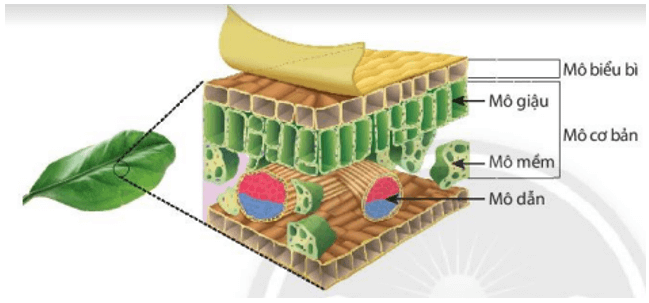 Mô biểu bì
Mô giậu
Mô cơ bản
Mô mềm
Mô dẫn